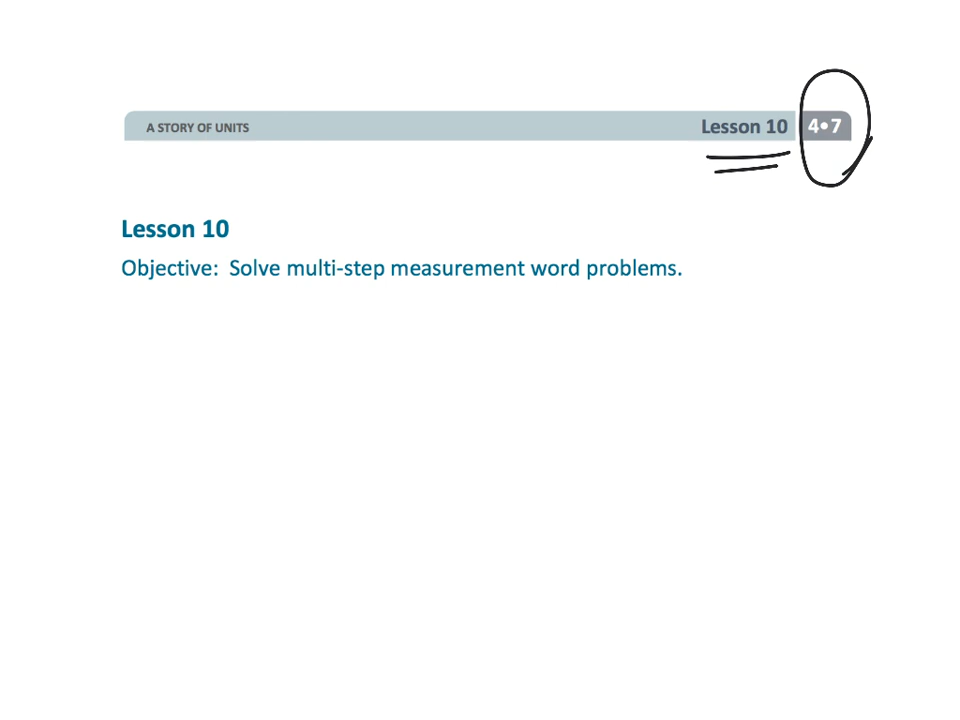 A STORY OF UNITS Lesson 10 4•7
Lesson 10
Objective: Solve multi-step measurement word problems.